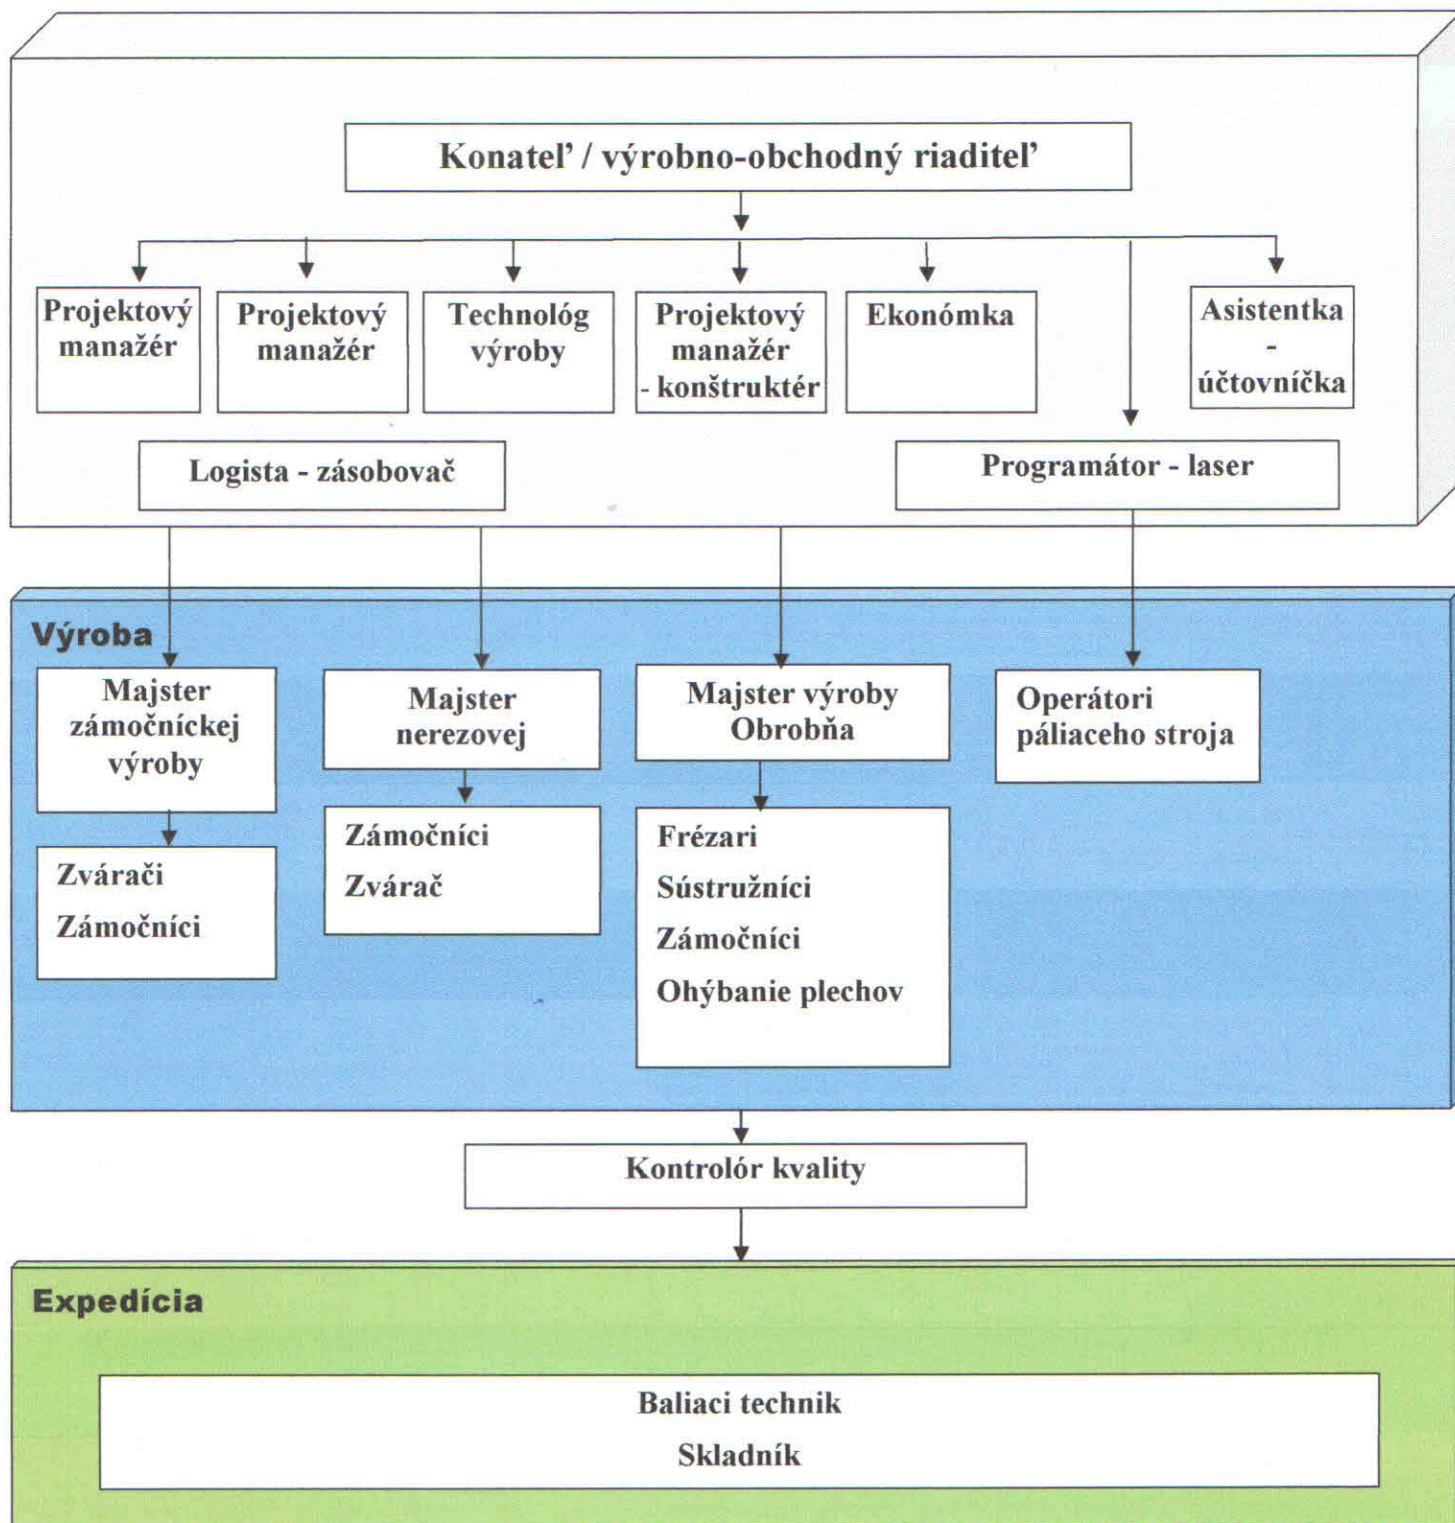 Konateľ / výrobno-obchodný riaditeľ
Projektový
manažér
Projektový
manažér
Technológ
výroby
Projektový
manažér
- konštruktér
Ekonómka
Asistentka
-
účtovníčka
Logista - zásobovač
Programátor - laser
Výroba
Majster
zámočníckej
výroby
Majster
nerezovej
Majster výroby
Obrobňa
Operátori
páliaceho stroja
Zvárači
Zámočníci
Zámočníci
Zvárač
Frézari
Sústružníci
Zámočníci
Ohýbanie plechov
Kontrolór kvality
Expedícia
Baliaci technik
Skladník